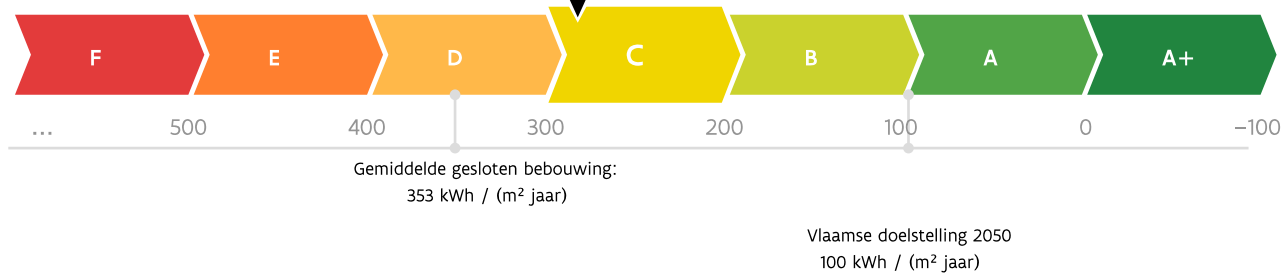 F E D C B A A+
... 500 400 300 200 100 0 –100
Gemiddelde gesloten bebouwing:
353 kWh / (m² jaar)
Vlaamse doelstelling 2050
100 kWh / (m² jaar)